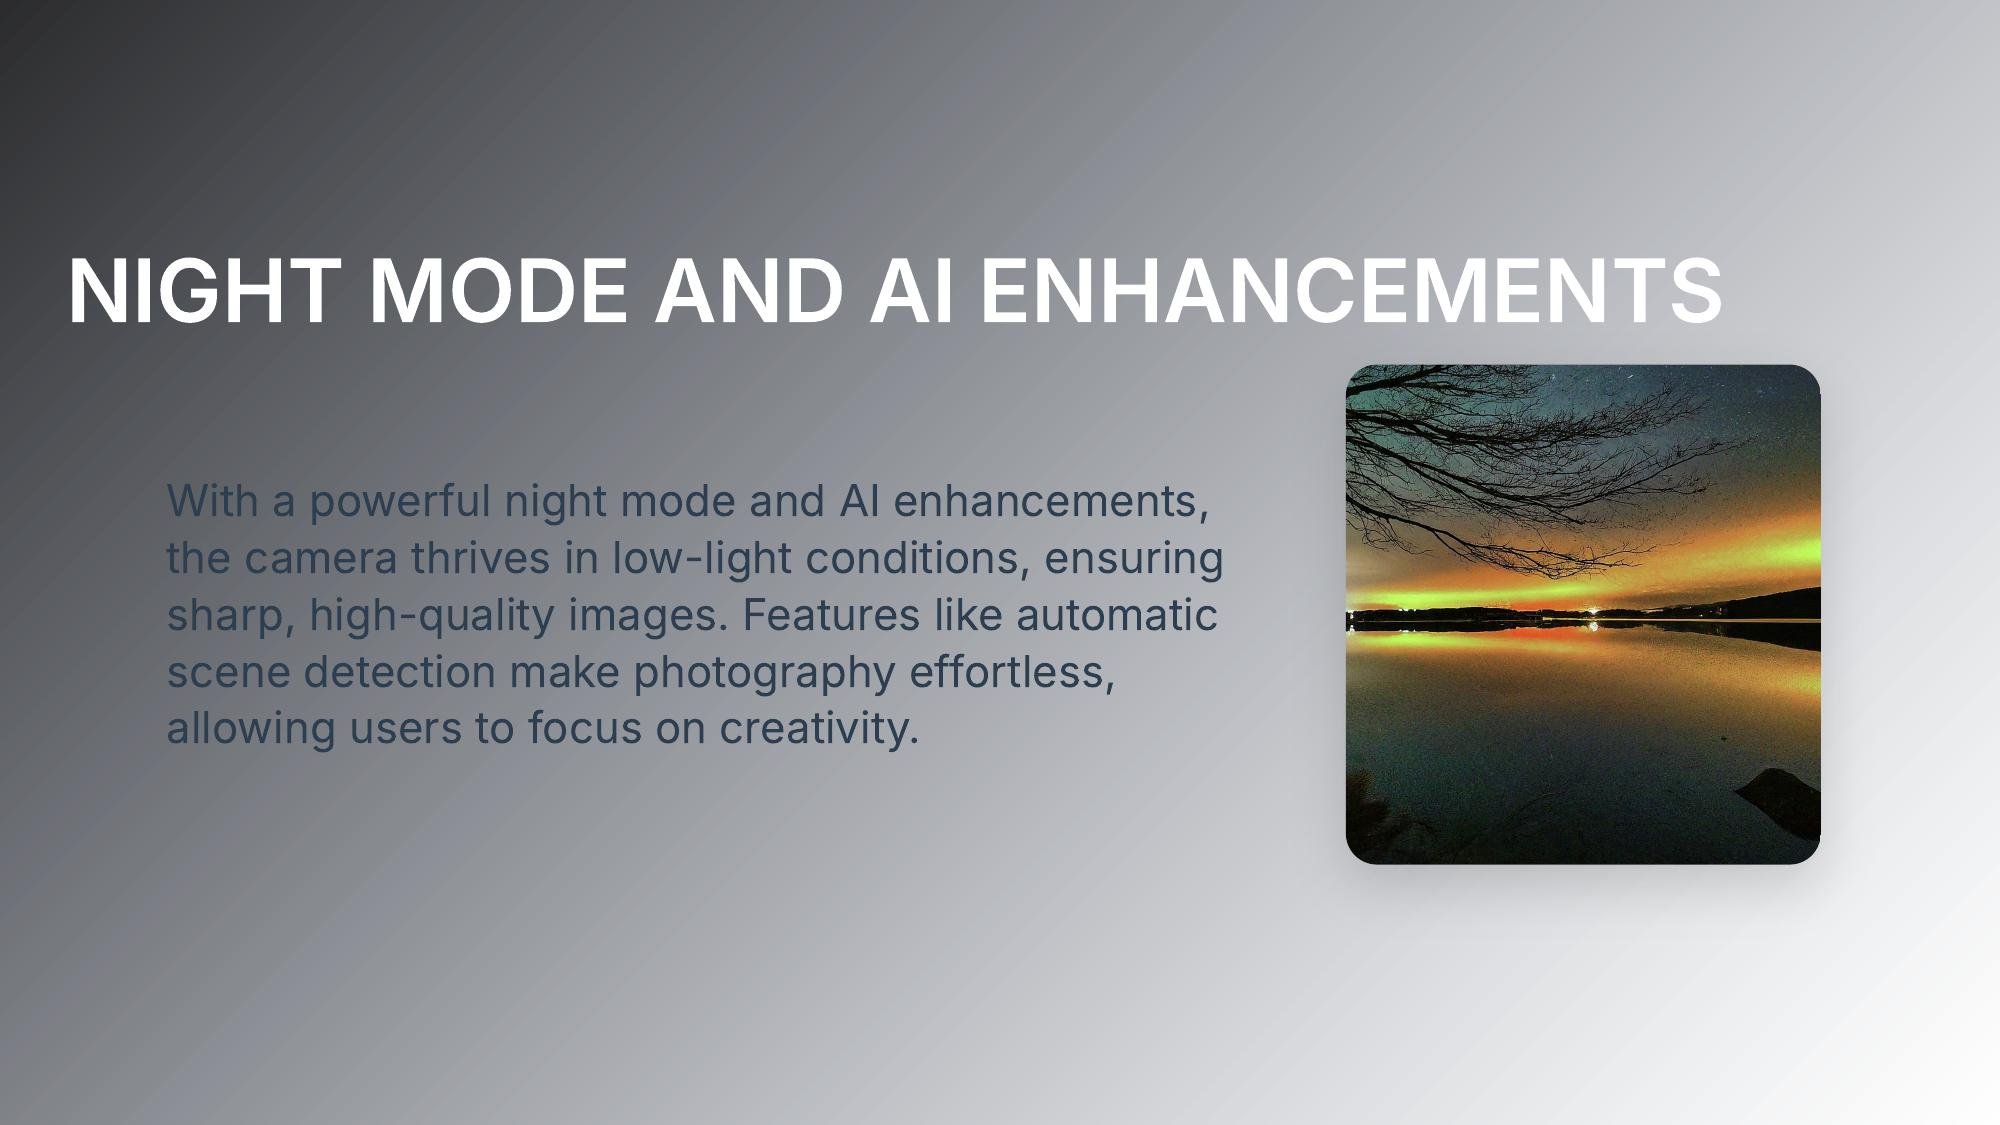 NIGHT MODE AND AI ENHANCEMENTS
With a powerful night mode and AI enhancements,
the camera thrives in low-light conditions, ensuring
sharp, high-quality images. Features like automatic
scene detection make photography effortless,
allowing users to focus on creativity.